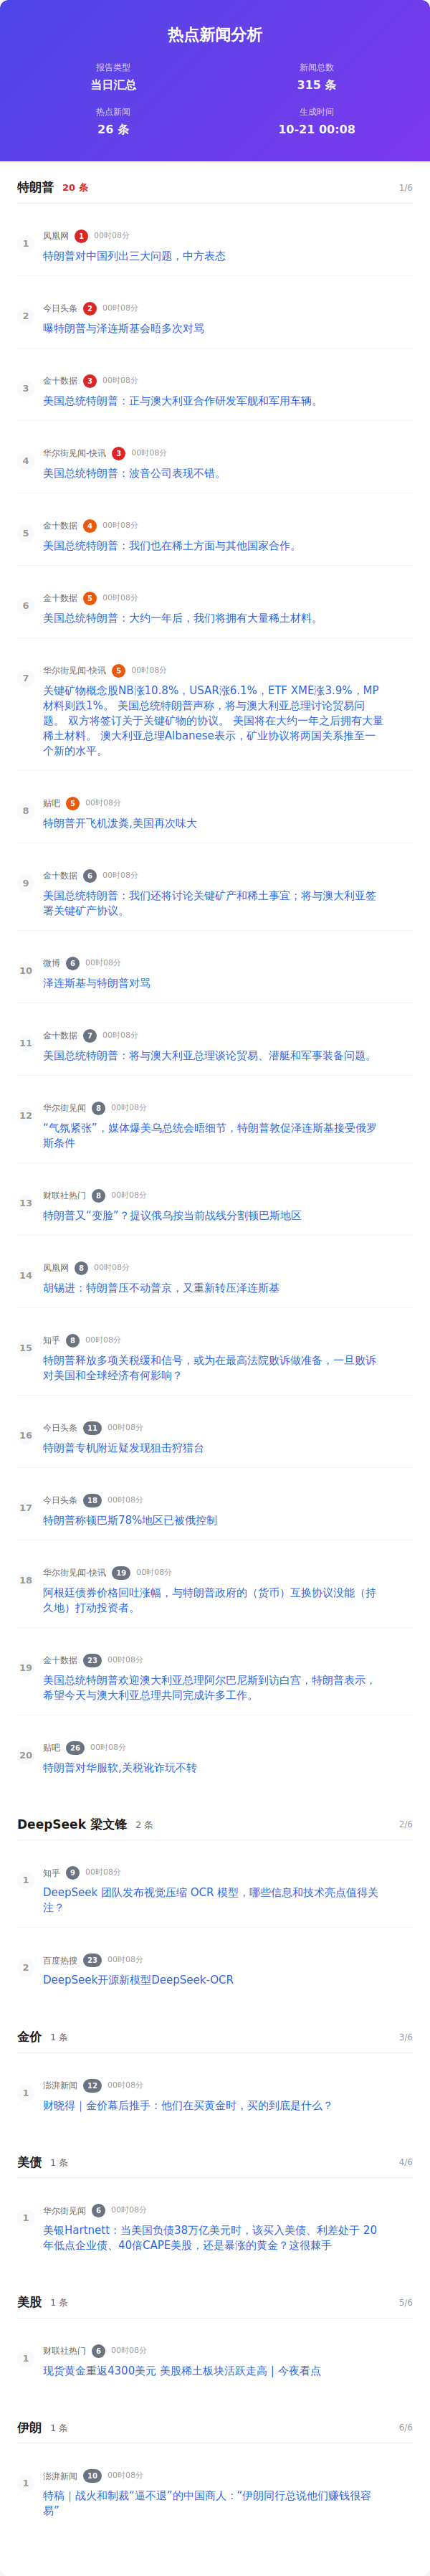 热点新闻分析
报告类型
当日汇总
新闻总数
315 条
热点新闻
26 条
生成时间
10-21 00:08
特朗普 20 条 1/6
1
凤凰网 1 00时08分
特朗普对中国列出三大问题，中方表态
2
今日头条 2 00时08分
曝特朗普与泽连斯基会晤多次对骂
3
金十数据 3 00时08分
美国总统特朗普：正与澳大利亚合作研发军舰和军用车辆。
4
华尔街见闻-快讯 3 00时08分
美国总统特朗普：波音公司表现不错。
5
金十数据 4 00时08分
美国总统特朗普：我们也在稀土方面与其他国家合作。
6
金十数据 5 00时08分
美国总统特朗普：大约一年后，我们将拥有大量稀土材料。
7
华尔街见闻-快讯 5 00时08分
关键矿物概念股NB涨10.8%，USAR涨6.1%，ETF XME涨3.9%，MP
材料则跌1%。 美国总统特朗普声称，将与澳大利亚总理讨论贸易问
题。 双方将签订关于关键矿物的协议。 美国将在大约一年之后拥有大量
稀土材料。 澳大利亚总理Albanese表示，矿业协议将两国关系推至一
个新的水平。
8
贴吧 5 00时08分
特朗普开飞机泼粪,美国再次味大
9
金十数据 6 00时08分
美国总统特朗普：我们还将讨论关键矿产和稀土事宜；将与澳大利亚签
署关键矿产协议。
10
微博 6 00时08分
泽连斯基与特朗普对骂
11
金十数据 7 00时08分
美国总统特朗普：将与澳大利亚总理谈论贸易、潜艇和军事装备问题。
12
华尔街见闻 8 00时08分
“气氛紧张”，媒体爆美乌总统会晤细节，特朗普敦促泽连斯基接受俄罗
斯条件
13
财联社热门 8 00时08分
特朗普又“变脸”？提议俄乌按当前战线分割顿巴斯地区
14
凤凰网 8 00时08分
胡锡进：特朗普压不动普京，又重新转压泽连斯基
15
知乎 8 00时08分
特朗普释放多项关税缓和信号，或为在最高法院败诉做准备，一旦败诉
对美国和全球经济有何影响？
16
今日头条 11 00时08分
特朗普专机附近疑发现狙击狩猎台
17
今日头条 18 00时08分
特朗普称顿巴斯78%地区已被俄控制
18
华尔街见闻-快讯 19 00时08分
阿根廷债券价格回吐涨幅，与特朗普政府的（货币）互换协议没能（持
久地）打动投资者。
19
金十数据 23 00时08分
美国总统特朗普欢迎澳大利亚总理阿尔巴尼斯到访白宫，特朗普表示，
希望今天与澳大利亚总理共同完成许多工作。
20
贴吧 26 00时08分
特朗普对华服软,关税讹诈玩不转
DeepSeek 梁文锋 2 条 2/6
1
知乎 9 00时08分
DeepSeek 团队发布视觉压缩 OCR 模型，哪些信息和技术亮点值得关
注？
2
百度热搜 23 00时08分
DeepSeek开源新模型DeepSeek-OCR
金价 1 条 3/6
1
澎湃新闻 12 00时08分
财晓得｜金价幕后推手：他们在买黄金时，买的到底是什么？
美债 1 条 4/6
1
华尔街见闻 6 00时08分
美银Hartnett：当美国负债38万亿美元时，该买入美债、利差处于 20
年低点企业债、40倍CAPE美股，还是暴涨的黄金？这很棘手
美股 1 条 5/6
1
财联社热门 6 00时08分
现货黄金重返4300美元 美股稀土板块活跃走高 | 今夜看点
伊朗 1 条 6/6
1
澎湃新闻 10 00时08分
特稿｜战火和制裁“逼不退”的中国商人：“伊朗同行总说他们赚钱很容
易”